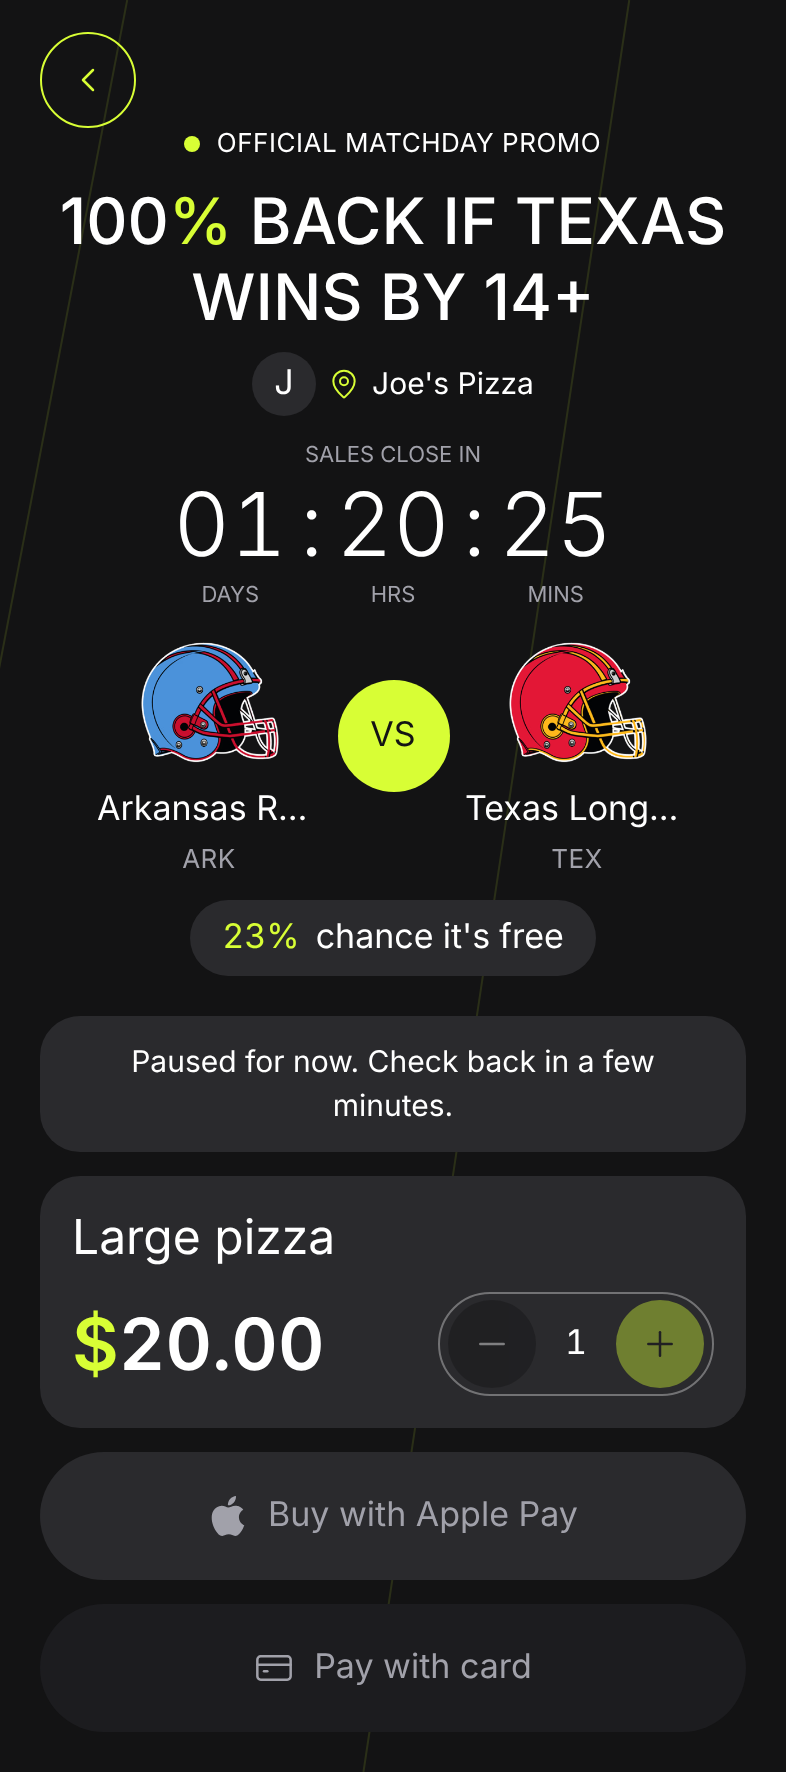 OFFICIAL MATCHDAY PROMO
100% BACK IF TEXAS
WINS BY 14+
J Joe's Pizza
SALES CLOSE IN
01 : 20 : 25
DAYS HRS MINS
VS
Arkansas R... Texas Long...
ARK TEX
23% chance it's free
Paused for now. Check back in a few
minutes.
Large pizza
$20.00 − 1 +
Buy with Apple Pay
Pay with card